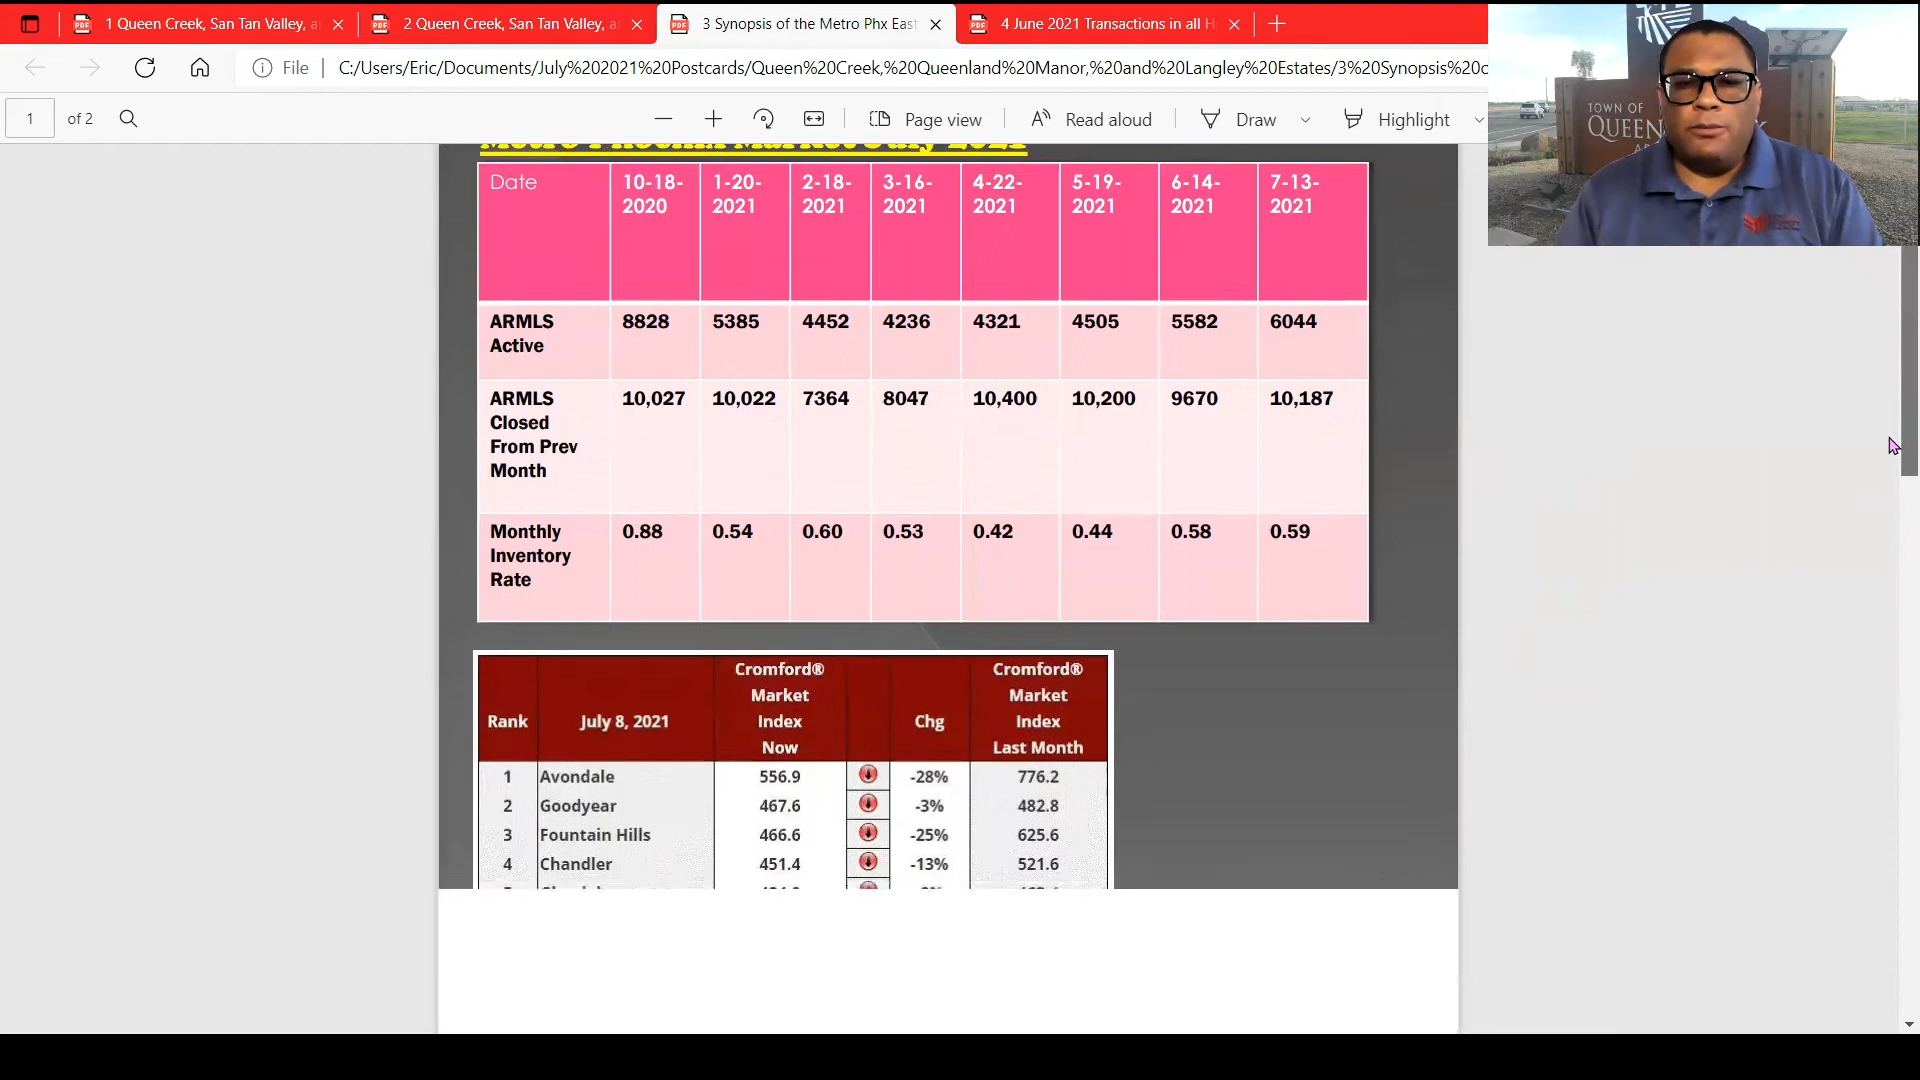 1 Queen Creek, San Tan Valley, a
2 Queen Creek, San Tan Valley, a
3 Synopsis of the Metro Phx East
4 June 2021 Transactions in all H
File
C:/Users/Eric/Documents/July%202021%20Postcards/Queen%20Creek,%20Queenland%20Manor,%20and%20Langley%20Estates/3%20Synopsis%20
1 of 2
Page view
Read aloud
Draw
Highlight
TOWN OF
QUEEN
Metro Phoenix Market July 2021
Date 10-18-2020 1-20-2021 2-18-2021 3-16-2021 4-22-2021 5-19-2021 6-14-2021 7-13-2021
ARMLS Active 8828 5385 4452 4236 4321 4505 5582 6044
ARMLS Closed From Prev Month 10,027 10,022 7364 8047 10,400 10,200 9670 10,187
Monthly Inventory Rate 0.88 0.54 0.60 0.53 0.42 0.44 0.58 0.59
Rank July 8, 2021 Cromford® Market Index Now Chg Cromford® Market Index Last Month
1 Avondale 556.9 -28% 776.2
2 Goodyear 467.6 -3% 482.8
3 Fountain Hills 466.6 -25% 625.6
4 Chandler 451.4 -13% 521.6